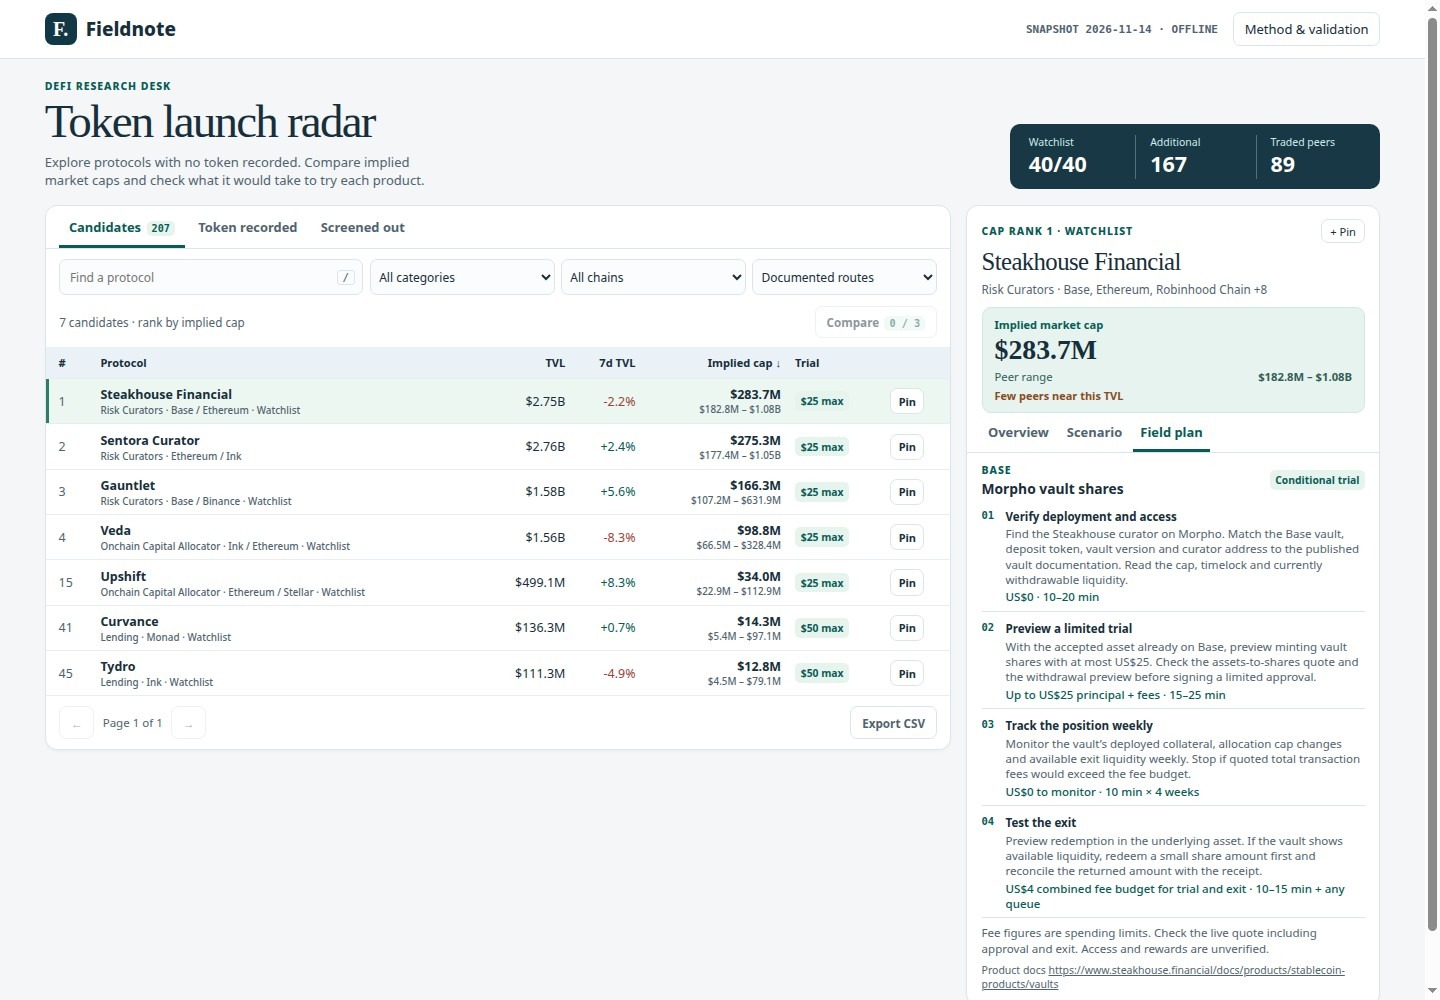 F. Fieldnote
SNAPSHOT 2026-11-14 · OFFLINE
Method & validation
DEFI RESEARCH DESK
Token launch radar
Explore protocols with no token recorded. Compare implied
market caps and check what it would take to try each product.
Watchlist Additional Traded peers
40/40 167 89
Candidates 207 Token recorded Screened out
Find a protocol / All categories All chains Documented routes
7 candidates · rank by implied cap
Compare 0 / 3
# Protocol TVL 7d TVL Implied cap ↓ Trial
1 Steakhouse Financial $2.75B -2.2% $283.7M $25 max Pin
Risk Curators · Base / Ethereum · Watchlist $182.8M – $1.08B
2 Sentora Curator $2.76B +2.4% $275.3M $25 max Pin
Risk Curators · Ethereum / Ink $177.4M – $1.05B
3 Gauntlet $1.58B +5.6% $166.3M $25 max Pin
Risk Curators · Base / Binance · Watchlist $107.2M – $631.9M
4 Veda $1.56B -8.3% $98.8M $25 max Pin
Onchain Capital Allocator · Ink / Ethereum · Watchlist $66.5M – $328.4M
15 Upshift $499.1M +8.3% $34.0M $25 max Pin
Onchain Capital Allocator · Ethereum / Stellar · Watchlist $22.9M – $112.9M
41 Curvance $136.3M +0.7% $14.3M $50 max Pin
Lending · Monad · Watchlist $5.4M – $97.1M
45 Tydro $111.3M -4.9% $12.8M $50 max Pin
Lending · Ink · Watchlist $4.5M – $79.1M
← Page 1 of 1 →
Export CSV
CAP RANK 1 · WATCHLIST
+ Pin
Steakhouse Financial
Risk Curators · Base, Ethereum, Robinhood Chain +8
Implied market cap
$283.7M
Peer range $182.8M – $1.08B
Few peers near this TVL
Overview Scenario Field plan
BASE
Morpho vault shares
Conditional trial
01 Verify deployment and access
Find the Steakhouse curator on Morpho. Match the Base vault,
deposit token, vault version and curator address to the published
vault documentation. Read the cap, timelock and currently
withdrawable liquidity.
US$0 · 10–20 min
02 Preview a limited trial
With the accepted asset already on Base, preview minting vault
shares with at most US$25. Check the assets-to-shares quote and
the withdrawal preview before signing a limited approval.
Up to US$25 principal + fees · 15–25 min
03 Track the position weekly
Monitor the vault's deployed collateral, allocation cap changes
and available exit liquidity weekly. Stop if quoted total transaction
fees would exceed the fee budget.
US$0 to monitor · 10 min × 4 weeks
04 Test the exit
Preview redemption in the underlying asset. If the vault shows
available liquidity, redeem a small share amount first and
reconcile the returned amount with the receipt.
US$4 combined fee budget for trial and exit · 10–15 min + any
queue
Fee figures are spending limits. Check the live quote including
approval and exit. Access and rewards are unverified.
Product docs https://www.steakhouse.financial/docs/products/stablecoin-
products/vaults